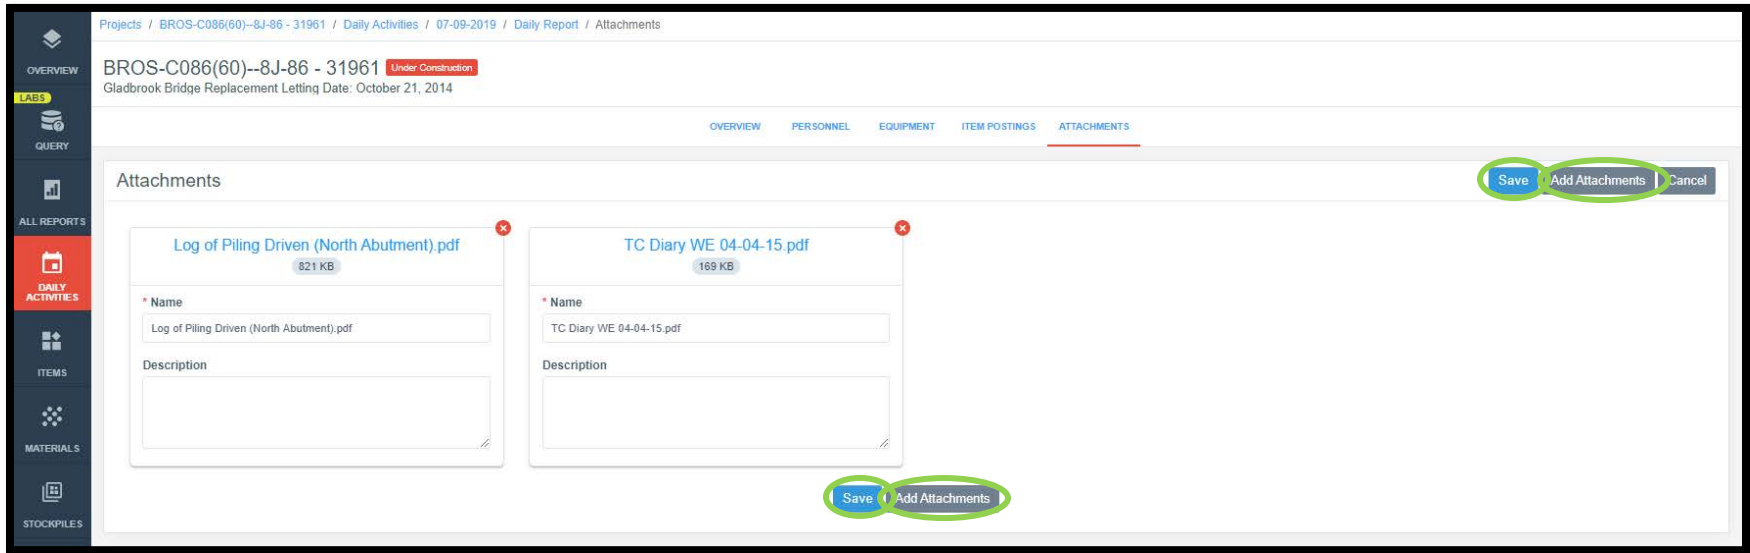 Projects / BROS-C086(60)--8J-86 - 31961 / Daily Activities / 07-09-2019 / Daily Report / Attachments
OVERVIEW
LABS
QUERY
ALL REPORTS
DAILY
ACTIVITIES
ITEMS
MATERIALS
STOCKPILES
BROS-C086(60)--8J-86 - 31961 Under Construction
Gladbrook Bridge Replacement Letting Date: October 21, 2014
OVERVIEW PERSONNEL EQUIPMENT ITEM POSTINGS ATTACHMENTS
Attachments Save Add Attachments Cancel
Log of Piling Driven (North Abutment).pdf
821 KB
* Name
Log of Piling Driven (North Abutment).pdf
Description
TC Diary WE 04-04-15.pdf
169 KB
* Name
TC Diary WE 04-04-15.pdf
Description
Save Add Attachments